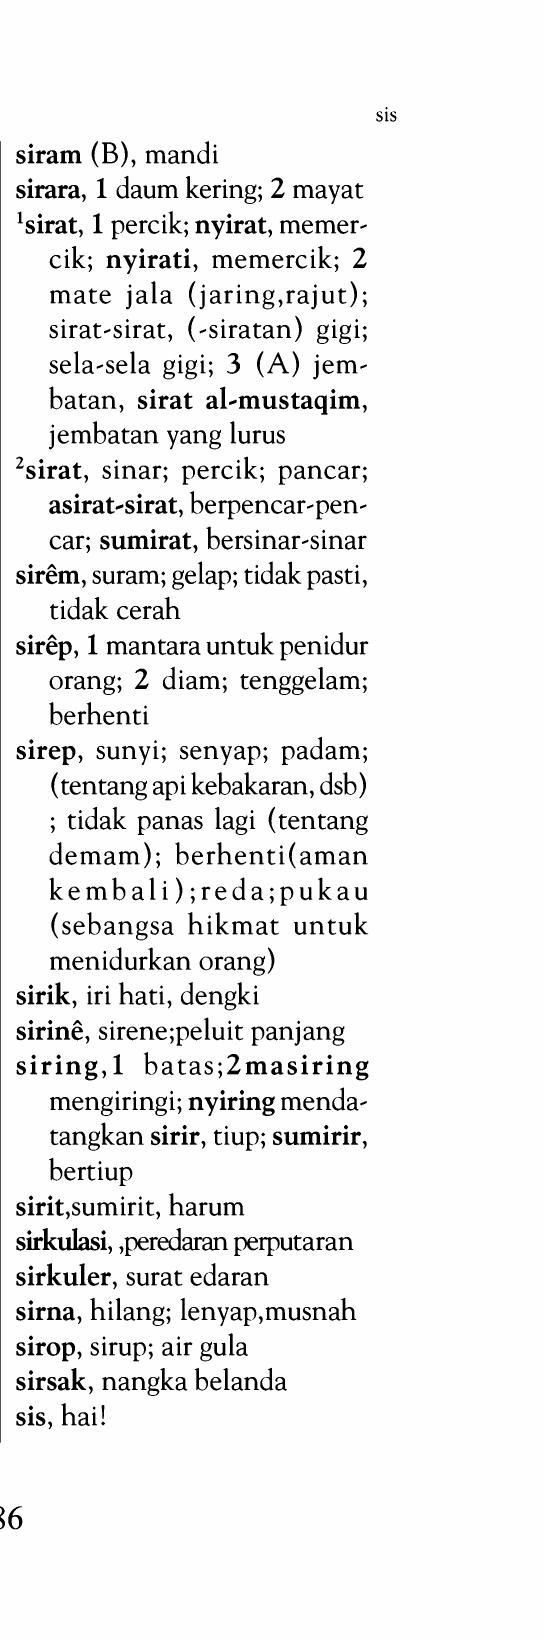 sis
siram (B), mandi
sirara, 1 daum kering; 2 mayat
¹sirat, 1 percik; nyirat, memer-
cik; nyirati, memercik; 2
mate jala (jaring,rajut);
sirat-sirat, (-siratan) gigi;
sela-sela gigi; 3 (A) jem-
batan, sirat al-mustaqim,
jembatan yang lurus
²sirat, sinar; percik; pancar;
asirat-sirat, berpencar-pen-
car; sumirat, bersinar-sinar
sirêm, suram; gelap; tidak pasti,
tidak cerah
sirêp, 1 mantara untuk penidur
orang; 2 diam; tenggelam;
berhenti
sirep, sunyi; senyap; padam;
(tentang api kebakaran, dsb)
; tidak panas lagi (tentang
demam); berhenti(aman
kembali);reda;pukau
(sebangsa hikmat untuk
menidurkan orang)
sirik, iri hati, dengki
sirinê, sirene;peluit panjang
siring,1 batas;2masiring
mengiringi; nyiring menda-
tangkan sirir, tiup; sumirir,
bertiup
sirit,sumirit, harum
sirkulasi, ,peredaran perputaran
sirkuler, surat edaran
sirna, hilang; lenyap,musnah
sirop, sirup; air gula
sirsak, nangka belanda
sis, hai!
86